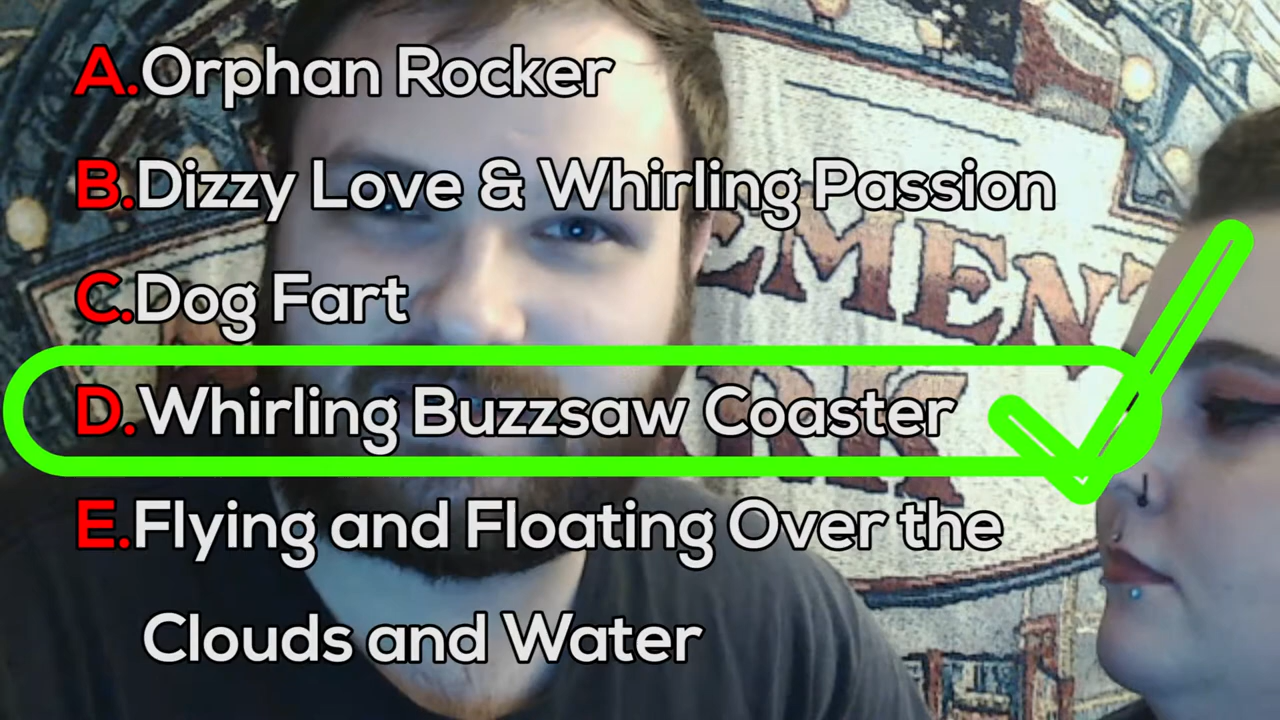 A.Orphan Rocker
B.Dizzy Love & Whirling Passion
C.Dog Fart
D.Whirling Buzzsaw Coaster
E.Flying and Floating Over the
Clouds and Water